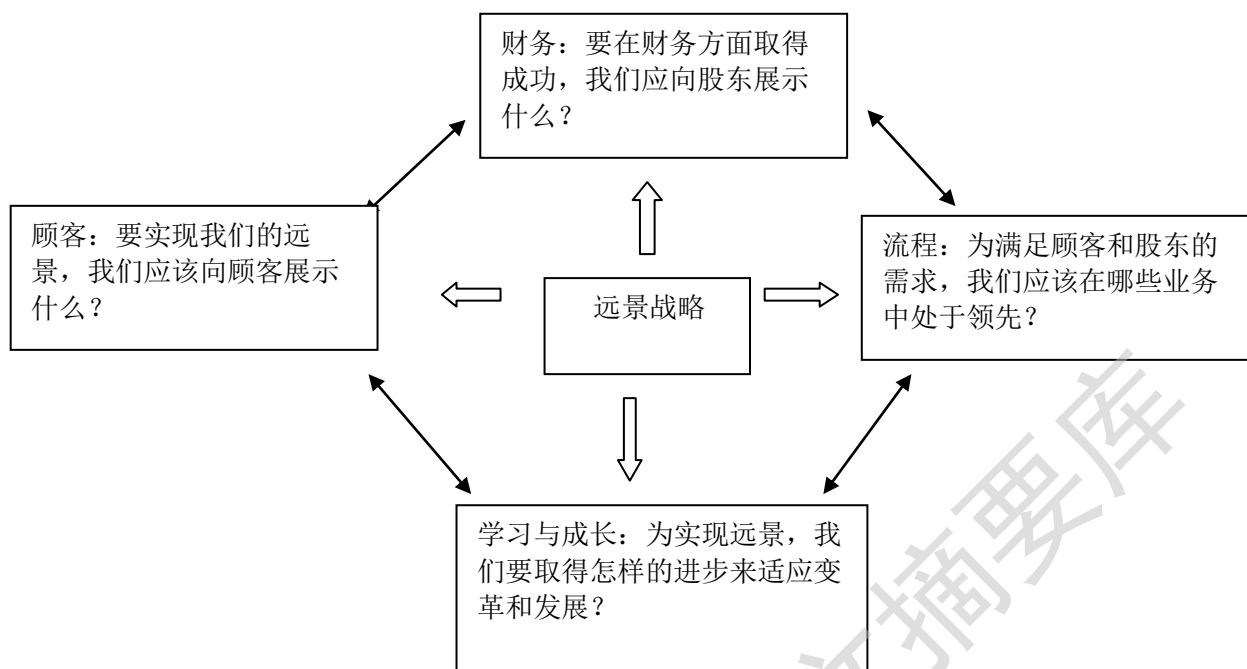 财务：要在财务方面取得
成功，我们应向股东展示
什么？
顾客：要实现我们的远
景，我们应该向顾客展示
什么？
远景战略
流程：为满足顾客和股东的
需求，我们应该在哪些业务
中处于领先？
学习与成长：为实现远景，我
们要取得怎样的进步来适应变
革和发展？
摘要库